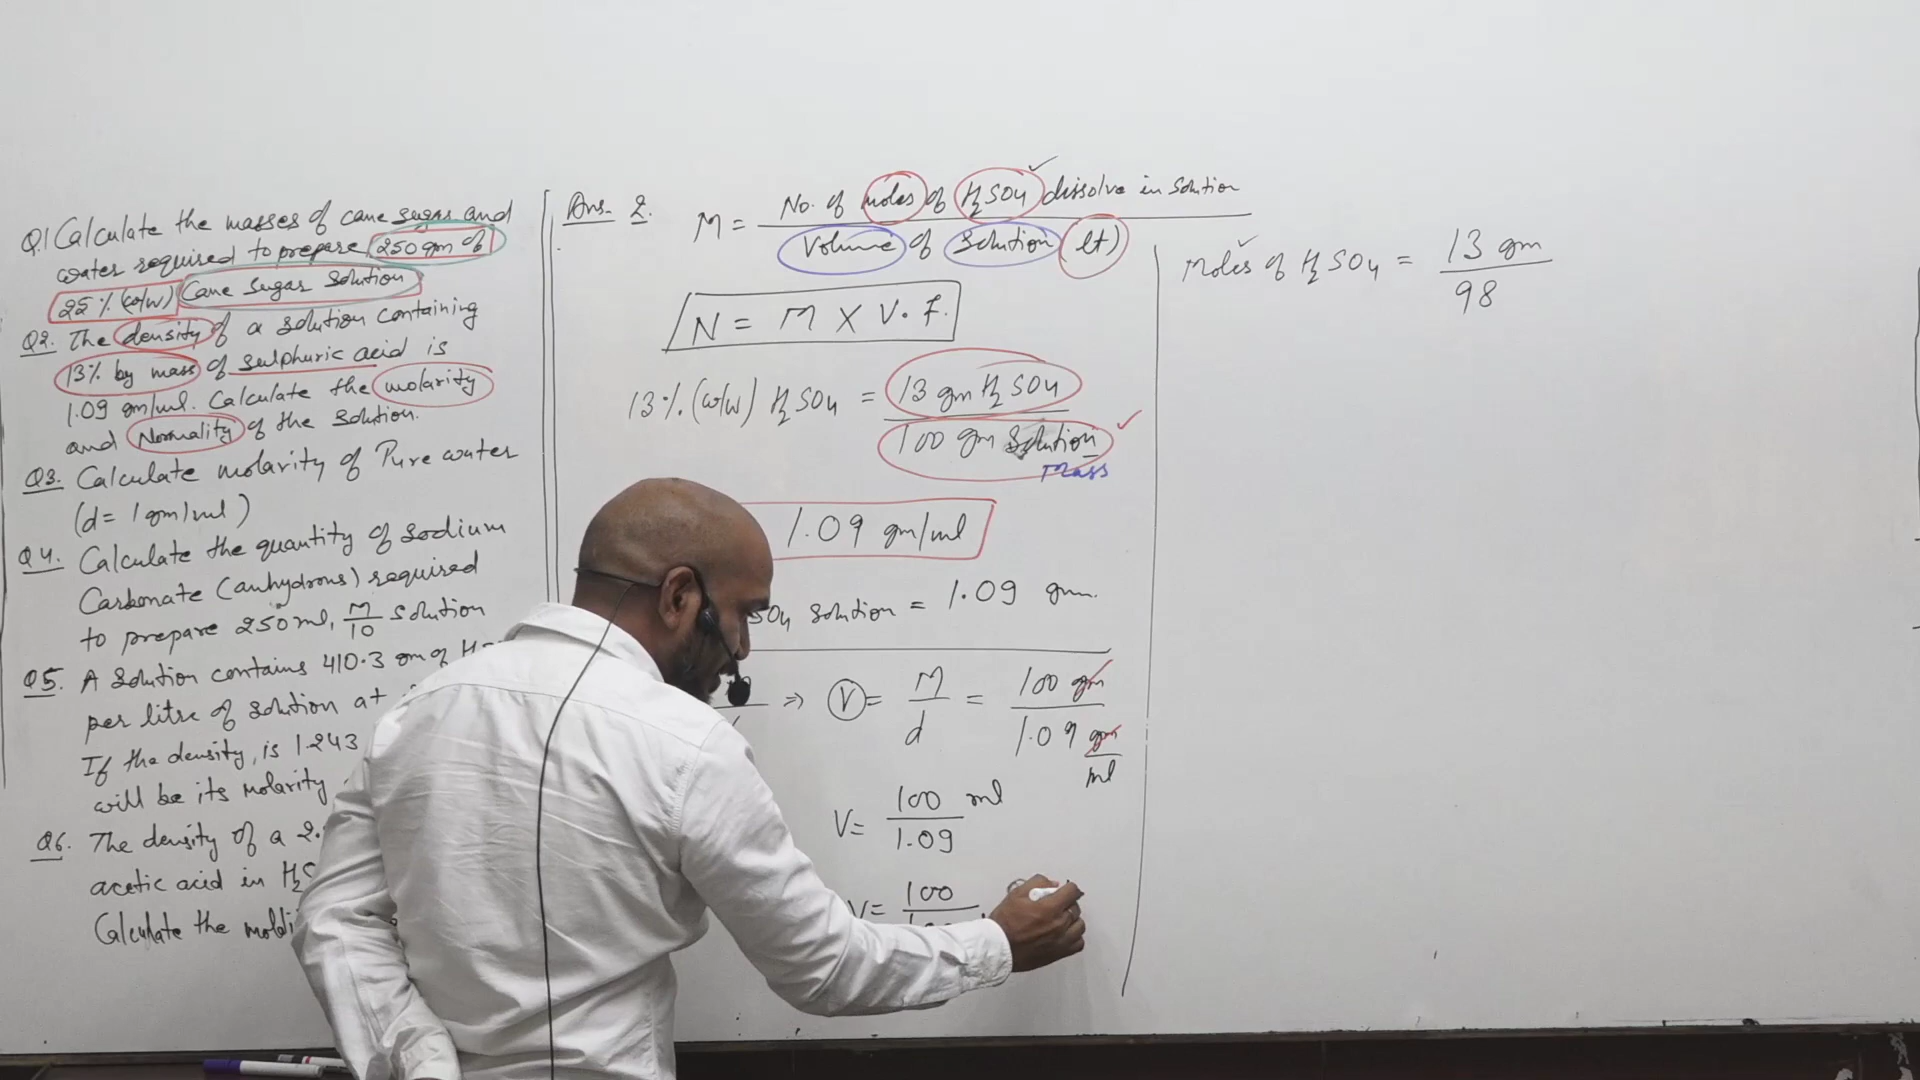 Q.1 Calculate the masses of cane sugar and
water required to prepare 250 gm of
25% (w/w) Cane Sugar Solution
Q2. The density of a solution containing
13% by mass of sulphuric acid is
1.09 gm/ml. Calculate the molarity
and Normality of the solution.
Q3. Calculate molarity of Pure water
(d= 1 gm/ml)
Q4. Calculate the quantity of sodium
Carbonate (anhydrous) required
to prepare 250 ml, M/10 solution
Q5. A solution contains 410.3 gm of
per litre of solution at
If the density, is 1.243
will be its molarity
Q6. The density of a 2.
acetic acid in
Calculate the
Ans. 2.
M = No. of moles of H2SO4 dissolve in solution
Volume of Solution (lt)
N = M X V.f.
13% (w/w) H2SO4 = 13 gm H2SO4
100 gm Solution
Mass
1.09 gm/ml
SO4 solution = 1.09 gm.
⇒ V = M/d = 100 gm
1.09 gm/ml
V = 100/1.09 ml
V = 100
Moles of H2SO4 = 13 gm
98